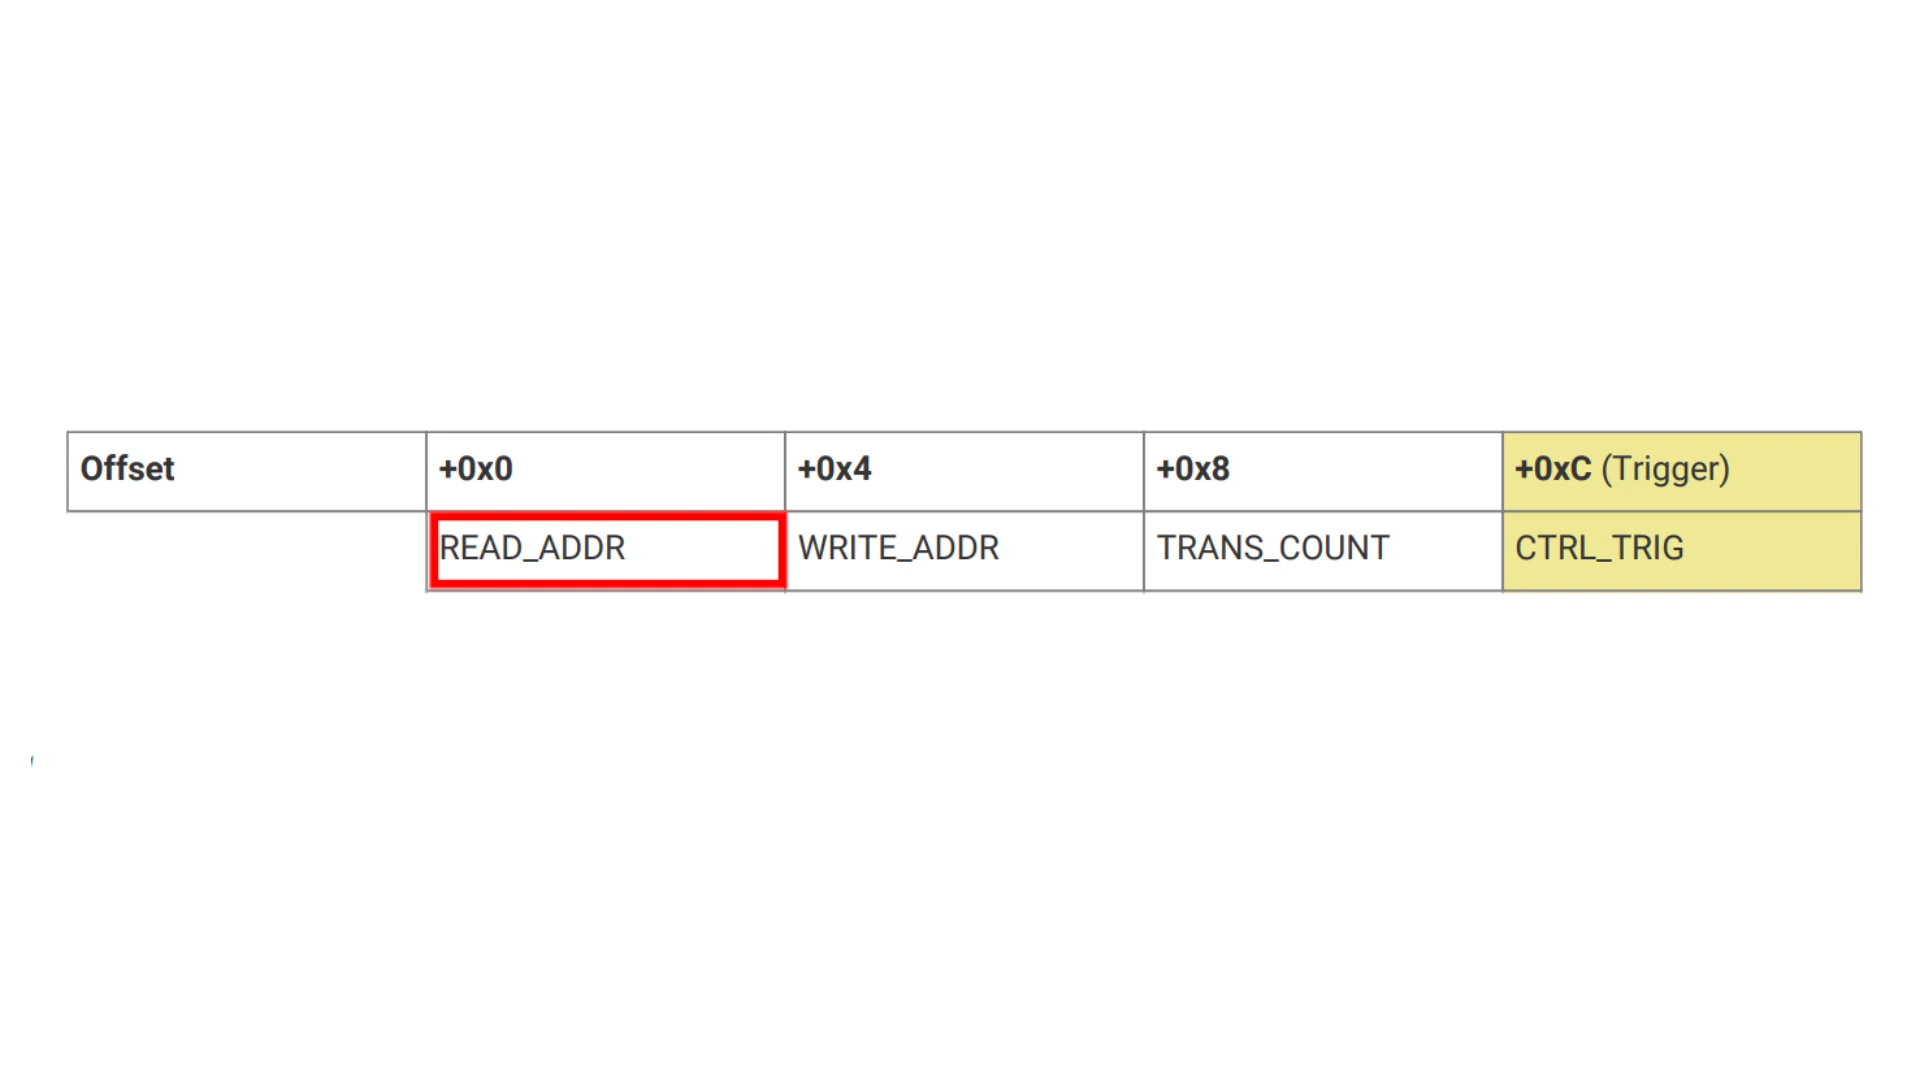 Offset +0x0 +0x4 +0x8 +0xC (Trigger)
READ_ADDR WRITE_ADDR TRANS_COUNT CTRL_TRIG